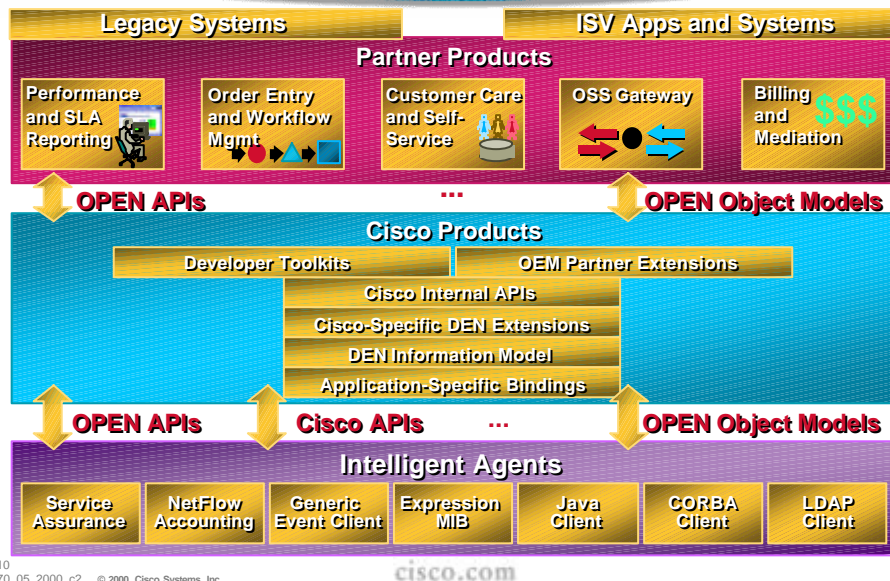 Legacy Systems
ISV Apps and Systems
Partner Products
Performance
and SLA
Reporting
Order Entry
and Workflow
Mgmt
Customer Care
and Self-
Service
OSS Gateway
Billing
and
Mediation
$$$
OPEN APIs
...
OPEN Object Models
Cisco Products
Developer Toolkits
OEM Partner Extensions
Cisco Internal APIs
Cisco-Specific DEN Extensions
DEN Information Model
Application-Specific Bindings
OPEN APIs
Cisco APIs
...
OPEN Object Models
Intelligent Agents
Service
Assurance
NetFlow
Accounting
Generic
Event Client
Expression
MIB
Java
Client
CORBA
Client
LDAP
Client
10
70_05_2000_c2 © 2000, Cisco Systems, Inc.
cisco.com